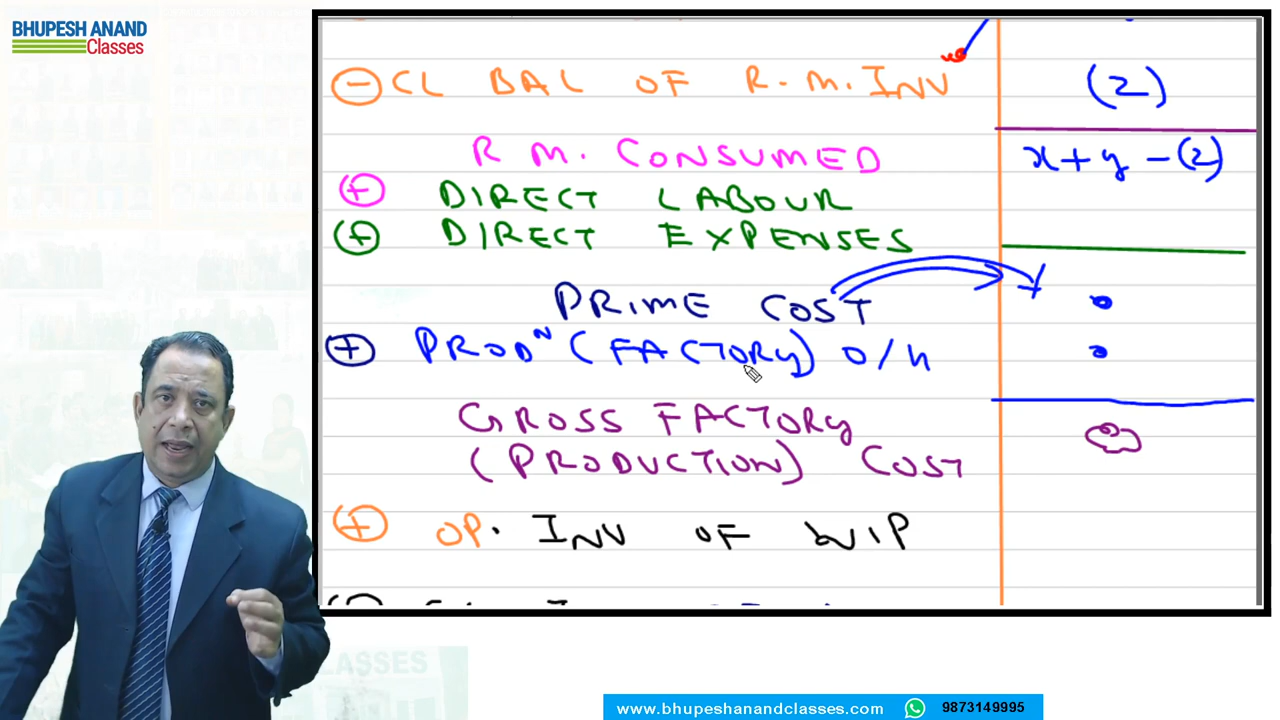 BHUPESH ANAND
Classes
(-) CL BAL OF R.M. INV (2)
R M. CONSUMED x + y - (2)
(+) DIRECT LABOUR
(+) DIRECT EXPENSES
PRIME COST
(+) PRODᴺ (FACTORY) O/H
GROSS FACTORY
(PRODUCTION) COST
(+) OP. INV OF WIP
CLASSES
www.bhupeshanandclasses.com 9873149995